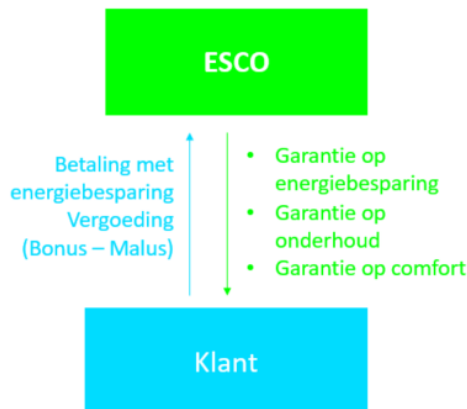 ESCO
Betaling met
energiebesparing
Vergoeding
(Bonus – Malus)
• Garantie op
energiebesparing
• Garantie op
onderhoud
• Garantie op comfort
Klant